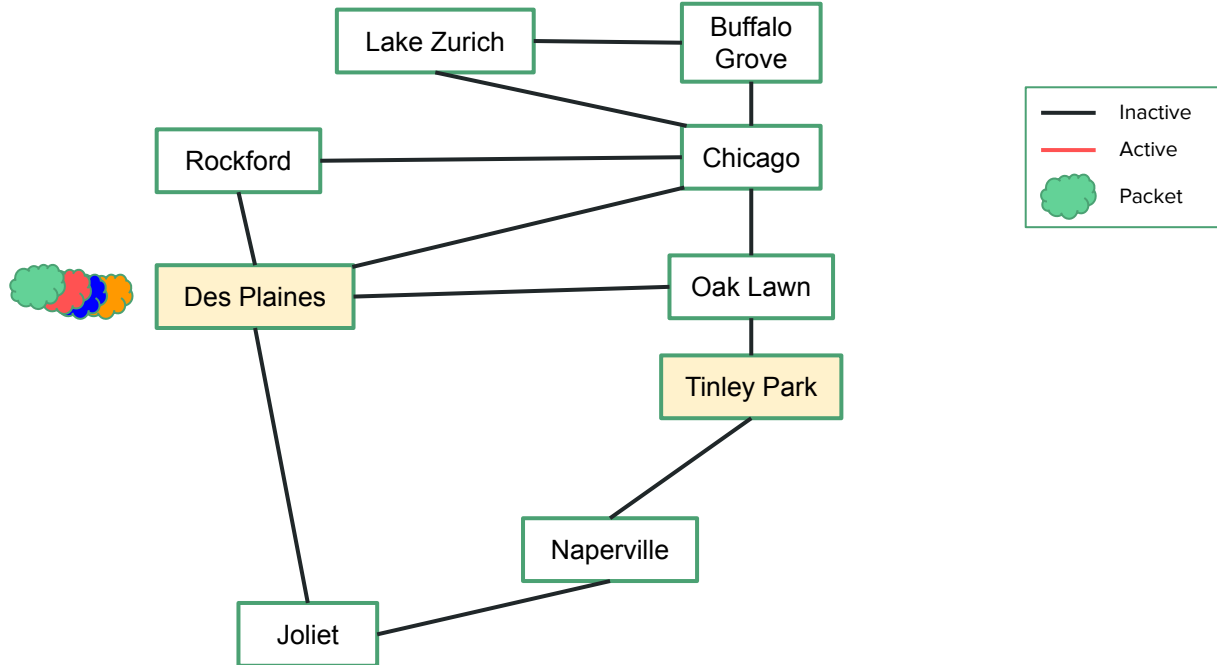 Lake Zurich
Buffalo
Grove
Inactive
Rockford
Chicago
Active
Packet
Des Plaines
Oak Lawn
Tinley Park
Naperville
Joliet